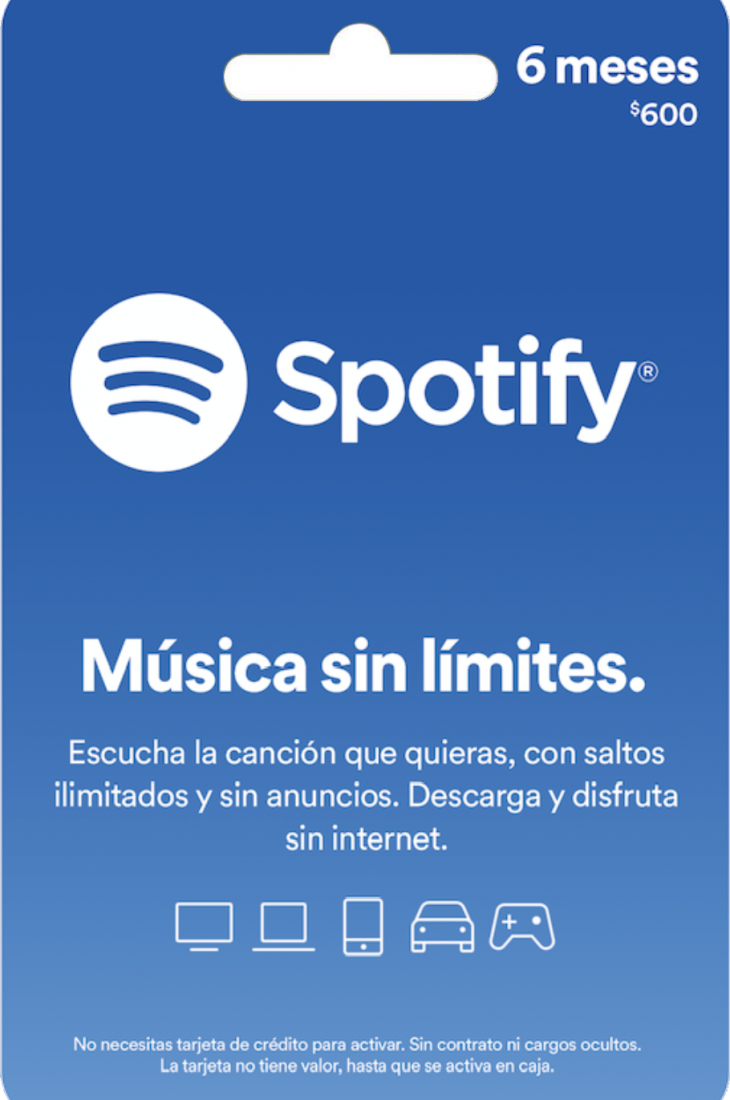 6 meses
$600
Spotify®
Música sin límites.
Escucha la canción que quieras, con saltos
ilimitados y sin anuncios. Descarga y disfruta
sin internet.
No necesitas tarjeta de crédito para activar. Sin contrato ni cargos ocultos.
La tarjeta no tiene valor, hasta que se activa en caja.